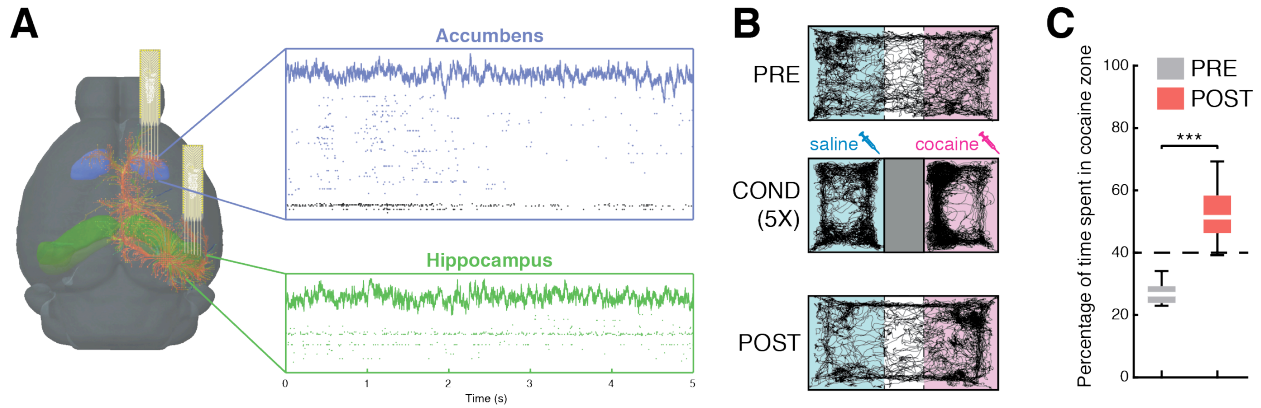 A
Accumbens
Hippocampus
0 1 2 3 4 5
Time (s)
B
PRE
saline
cocaine
COND
(5X)
POST
C
Percentage of time spent in cocaine zone
100
80
60
40
20
0
PRE
POST
***